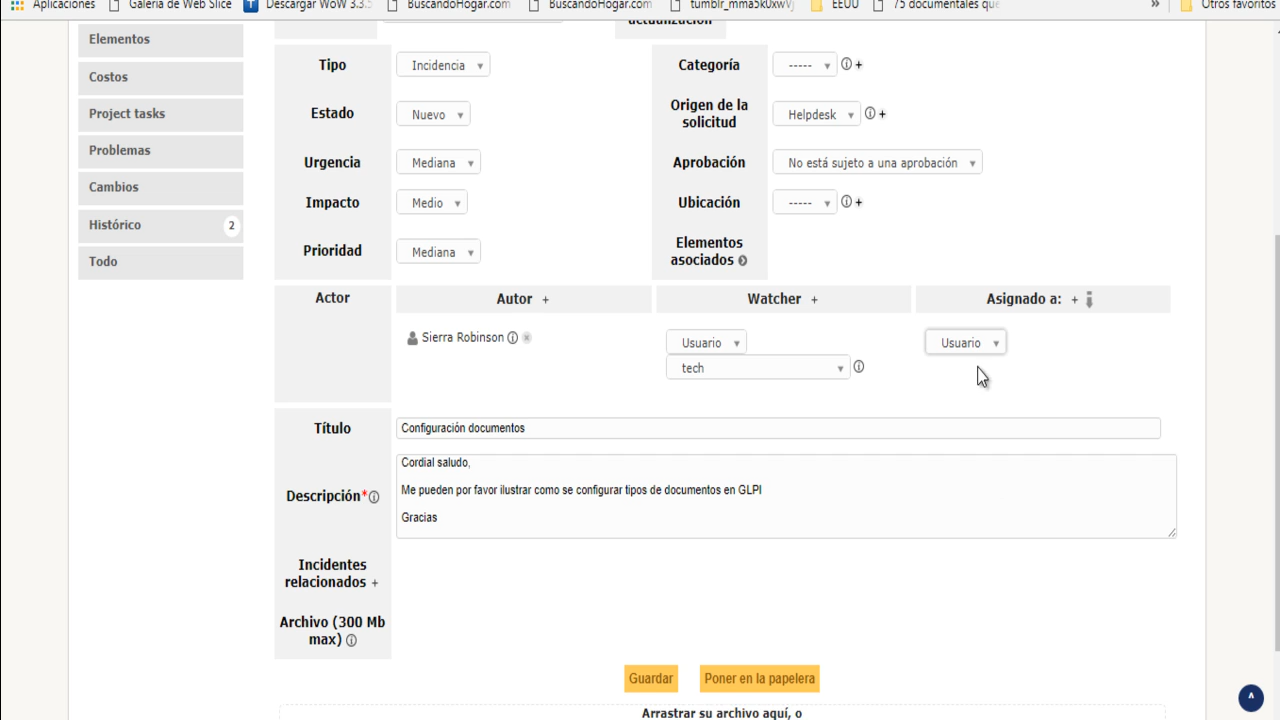 Aplicaciones Galería de Web Slice Descargar WoW 3.3.5 BuscandoHogar.com BuscandoHogar.com EEUU 75 documentales que » Otros favoritos
actualización
Elementos
Costos
Project tasks
Problemas
Cambios
Histórico 2
Todo
Tipo Incidencia Categoría ----- +
Estado Nuevo Origen de la solicitud Helpdesk +
Urgencia Mediana Aprobación No está sujeto a una aprobación
Impacto Medio Ubicación ----- +
Prioridad Mediana Elementos asociados
Actor Autor + Watcher + Asignado a: +
Sierra Robinson Usuario Usuario
tech
Título Configuración documentos
Descripción* Cordial saludo,
Me pueden por favor ilustrar como se configurar tipos de documentos en GLPI
Gracias
Incidentes
relacionados +
Archivo (300 Mb
max)
Guardar Poner en la papelera
Arrastrar su archivo aquí, o